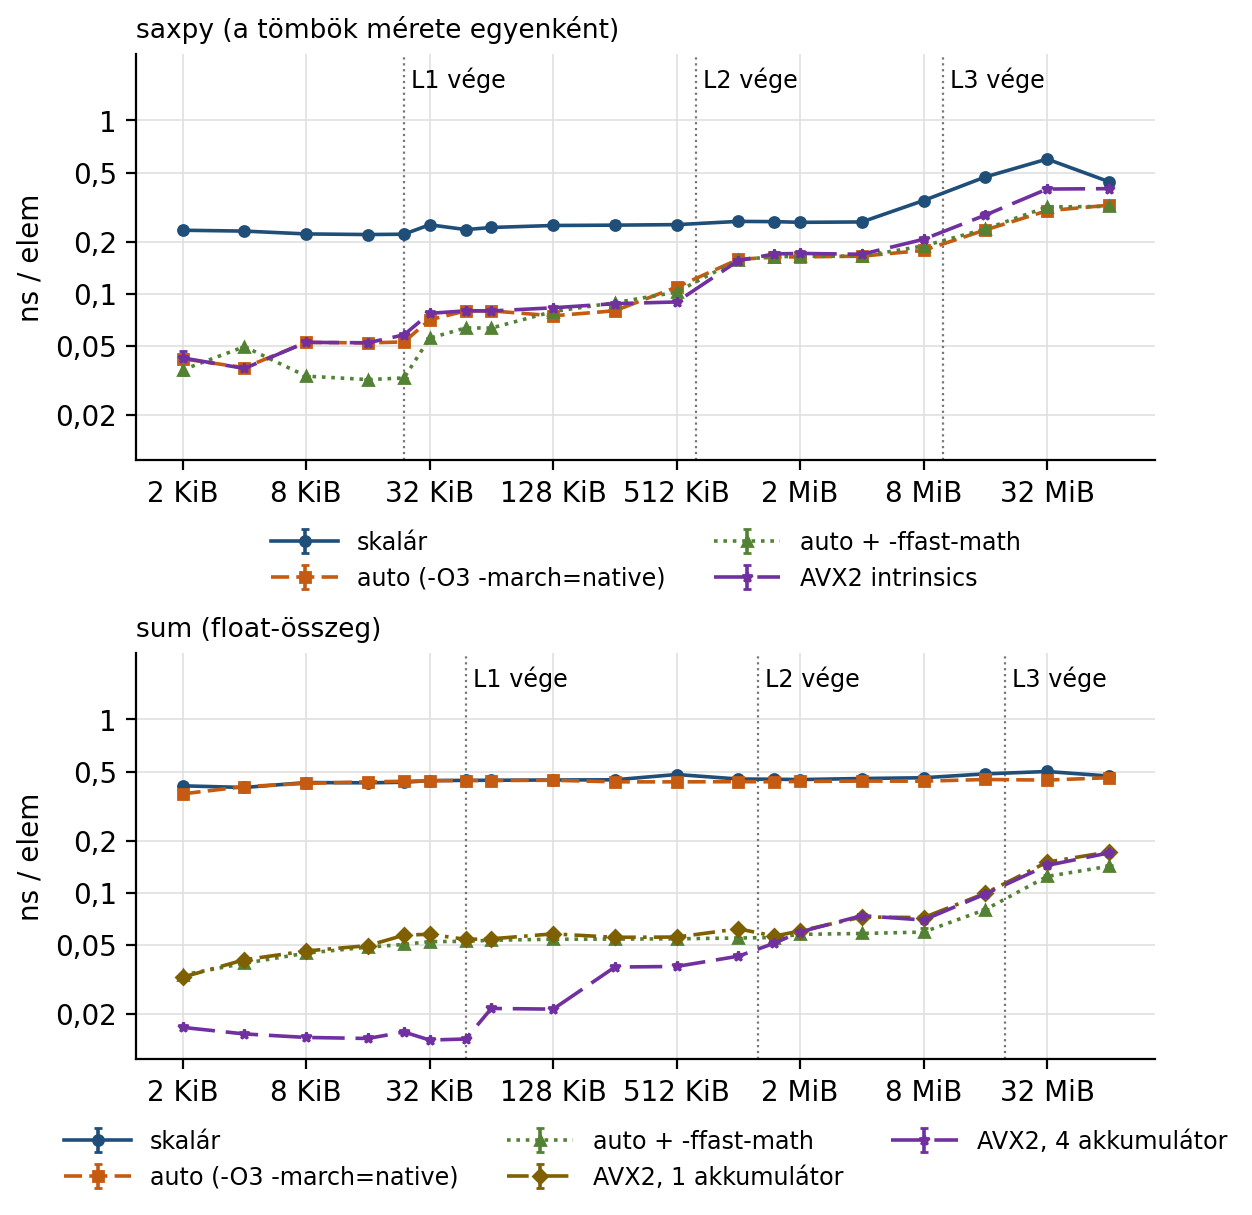 saxpy (a tömbök mérete egyenként)
L1 vége
L2 vége
L3 vége
1
0,5
0,2
0,1
0,05
0,02
ns / elem
2 KiB
8 KiB
32 KiB
128 KiB
512 KiB
2 MiB
8 MiB
32 MiB
skalár
auto (-O3 -march=native)
auto + -ffast-math
AVX2 intrinsics
sum (float-összeg)
L1 vége
L2 vége
L3 vége
1
0,5
0,2
0,1
0,05
0,02
ns / elem
2 KiB
8 KiB
32 KiB
128 KiB
512 KiB
2 MiB
8 MiB
32 MiB
skalár
auto (-O3 -march=native)
auto + -ffast-math
AVX2, 1 akkumulátor
AVX2, 4 akkumulátor